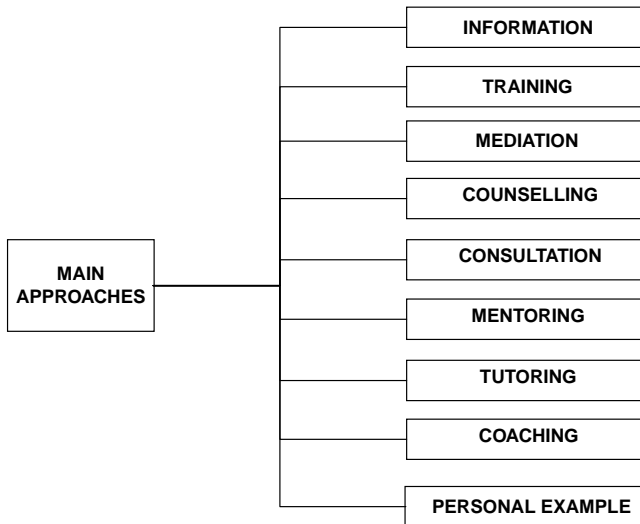 INFORMATION
TRAINING
MEDIATION
COUNSELLING
CONSULTATION
MAIN
APPROACHES
MENTORING
TUTORING
COACHING
PERSONAL EXAMPLE